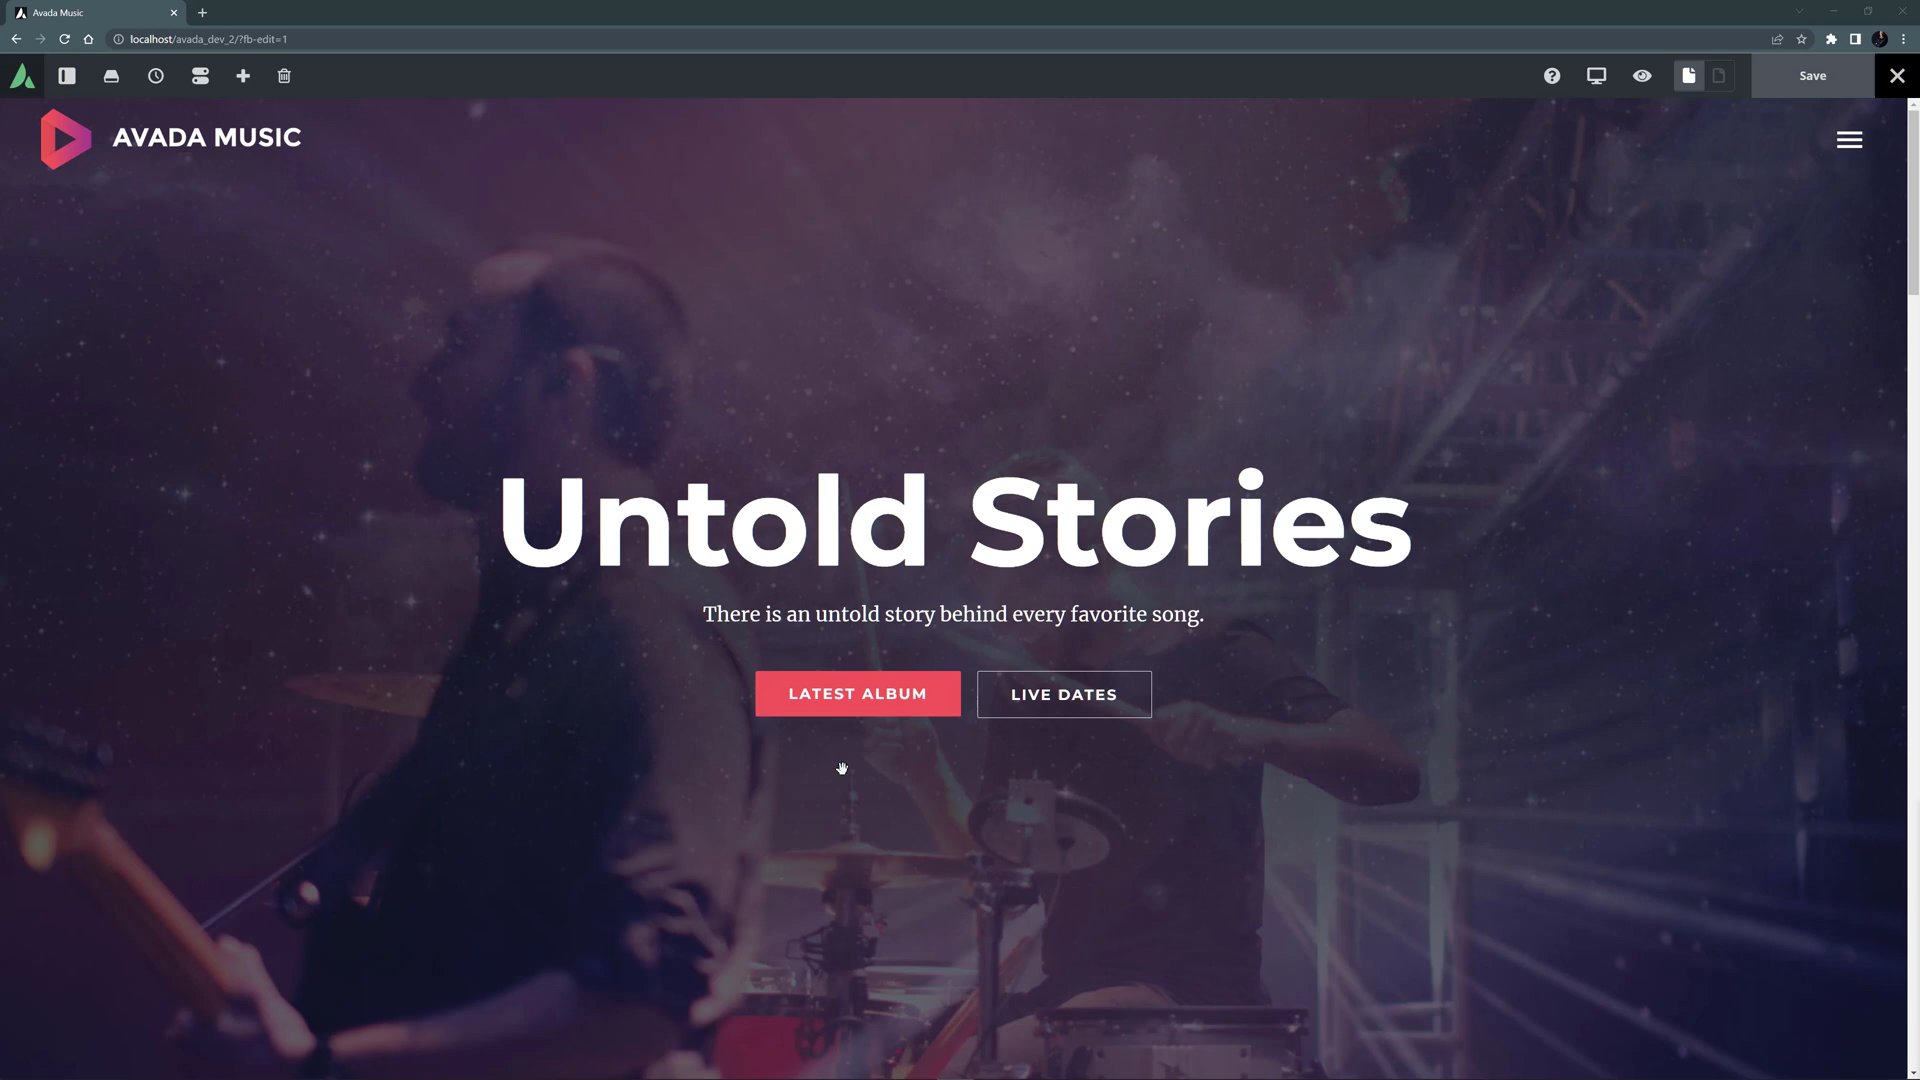 Avada Music
localhost/avada_dev_2/?fb-edit=1
Save
AVADA MUSIC
Untold Stories
There is an untold story behind every favorite song.
LATEST ALBUM
LIVE DATES